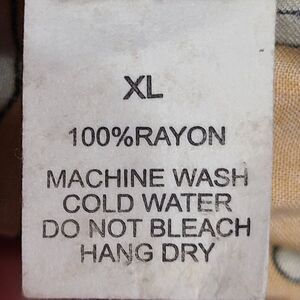 XL
100%RAYON
MACHINE WASH
COLD WATER
DO NOT BLEACH
HANG DRY